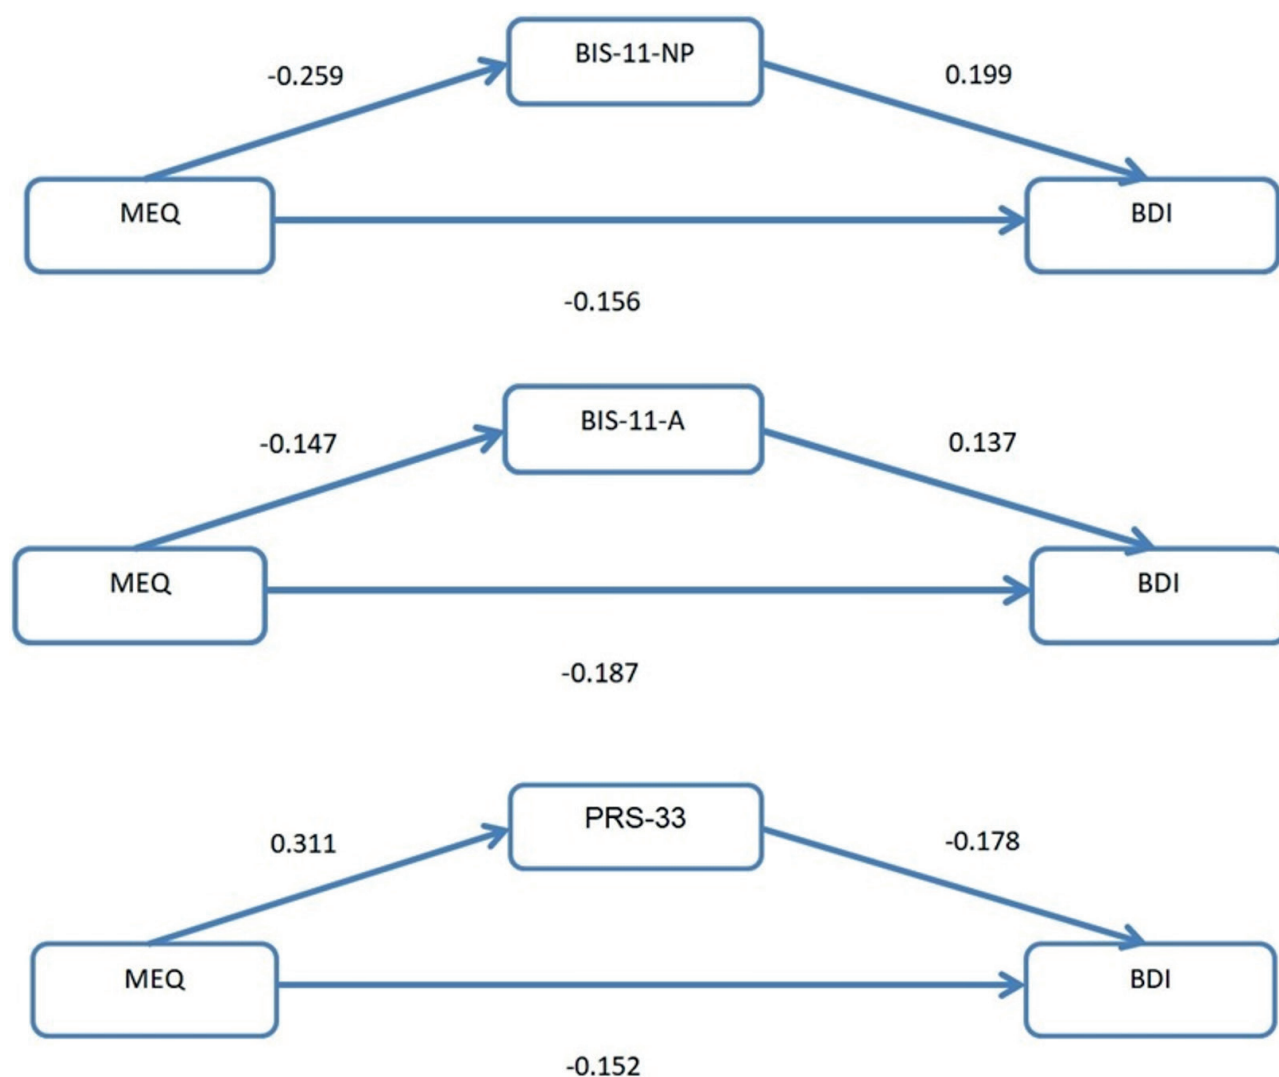 BIS-11-NP
-0.259
0.199
MEQ
BDI
-0.156
BIS-11-A
-0.147
0.137
MEQ
BDI
-0.187
PRS-33
0.311
-0.178
MEQ
BDI
-0.152